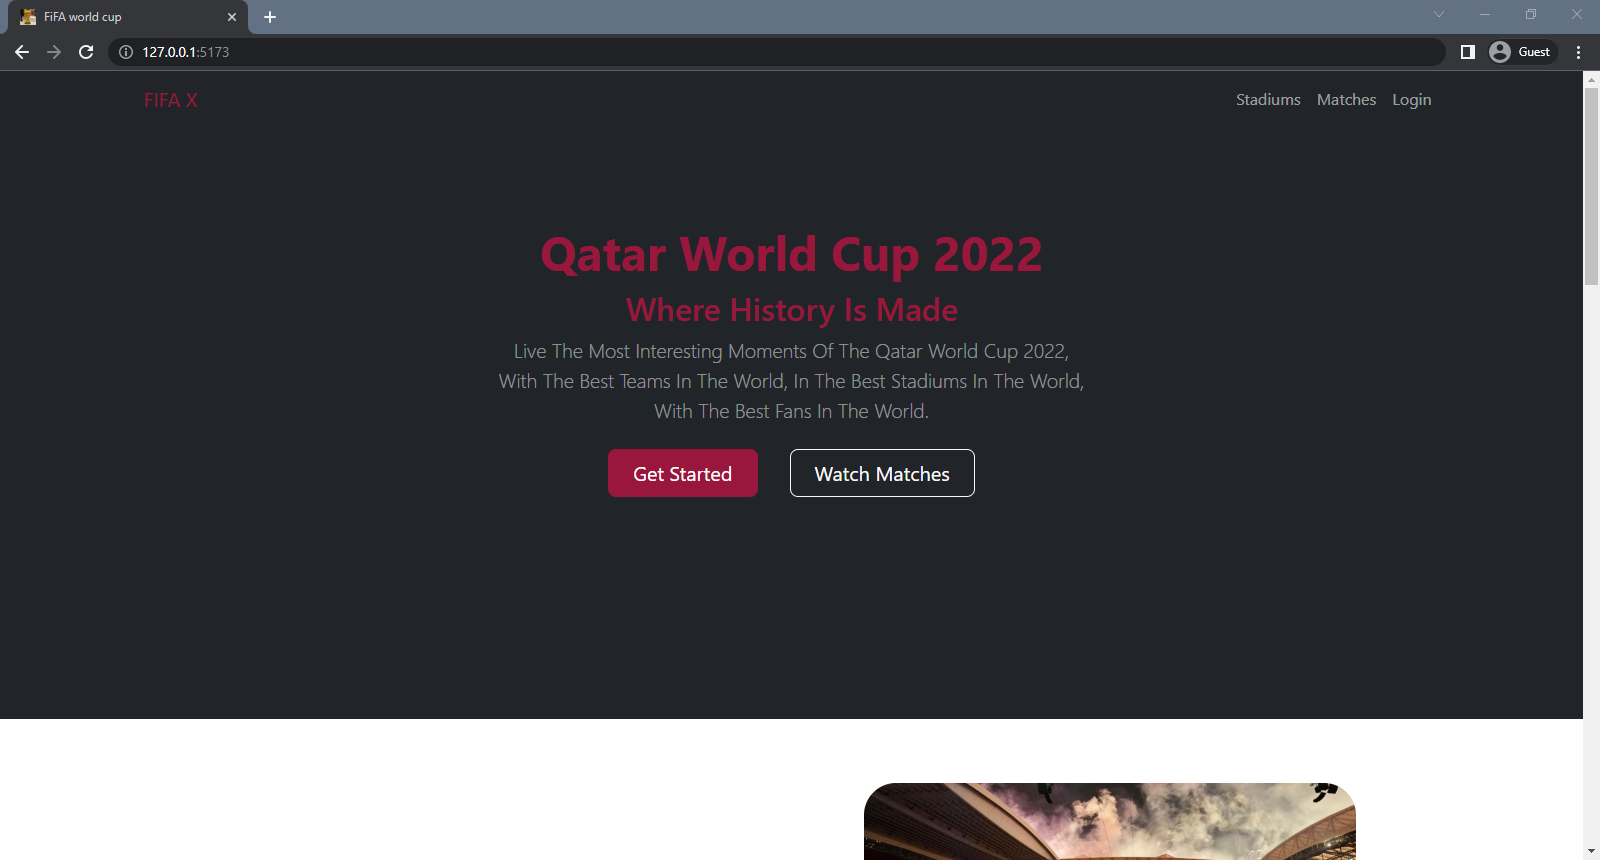 FiFA world cup
127.0.0.1:5173
Guest
FIFA X
Stadiums
Matches
Login
Qatar World Cup 2022
Where History Is Made
Live The Most Interesting Moments Of The Qatar World Cup 2022,
With The Best Teams In The World, In The Best Stadiums In The World,
With The Best Fans In The World.
Get Started
Watch Matches